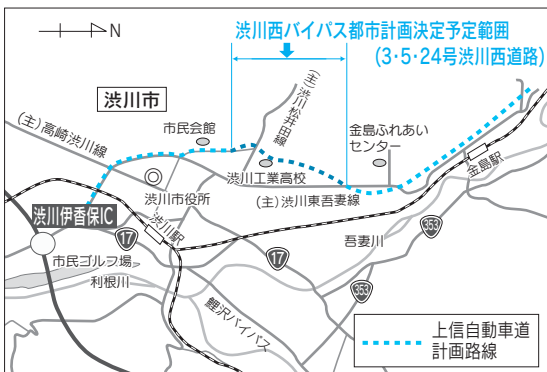 N
渋川西バイパス都市計画決定予定範囲
(3・5・24号渋川西道路)
渋川市
(主)渋川松井田線
市民会館
(主)高崎渋川線
金島ふれあい
センター
渋川工業高校
金島駅
渋川市役所
(主)渋川東吾妻線
渋川伊香保IC
渋川駅
17
353
吾妻川
17
市民ゴルフ場
利根川
353
鯉沢バイパス
上信自動車道
計画路線